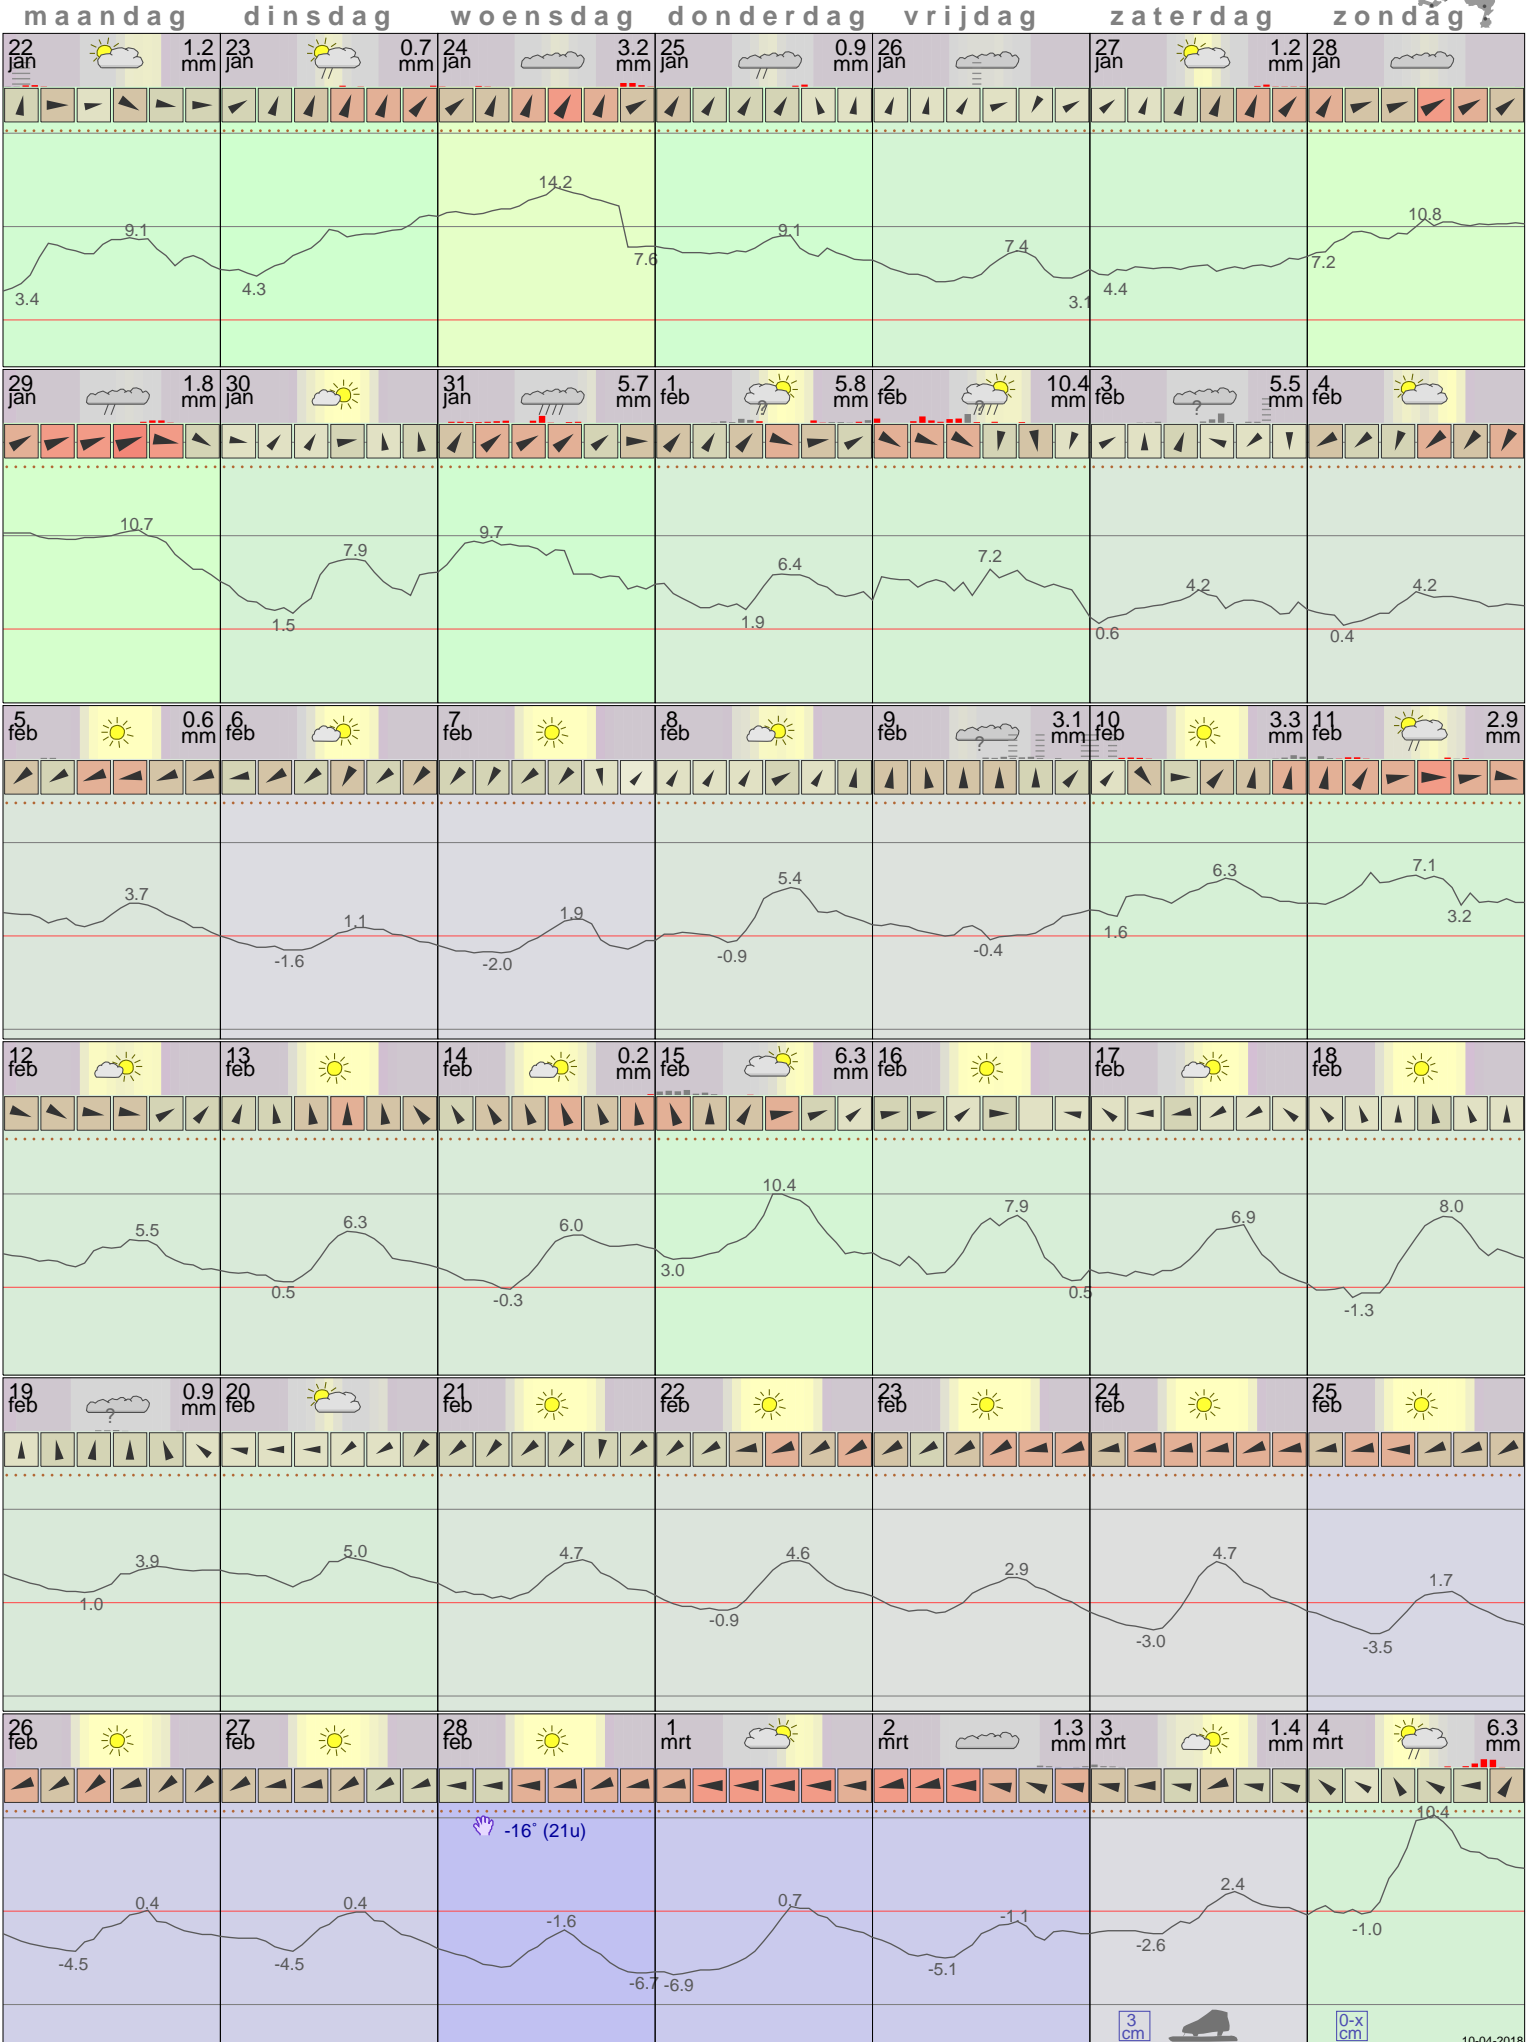 maandag dinsdag woensdag donderdag vrijdag zaterdag zondag
22 jan 1.2 mm 23 jan 0.7 mm 24 jan 3.2 mm 25 jan 0.9 mm 26 jan 27 jan 1.2 mm 28 jan
3.4 9.1 4.3 14.2 7.6 9.1 7.4 3.1 4.4 7.2 10.8
29 jan 1.8 mm 30 jan 31 jan 5.7 mm 1 feb ? 5.8 mm 2 feb ? 10.4 mm 3 feb ? 5.5 mm 4 feb
10.7 1.5 7.9 9.7 1.9 6.4 7.2 0.6 4.2 0.4 4.2
5 feb 0.6 mm 6 feb 7 feb 8 feb 9 feb ? 3.1 mm 10 feb 3.3 mm 11 feb 2.9 mm
3.7 -1.6 1.1 -2.0 1.9 -0.9 5.4 -0.4 1.6 6.3 7.1 3.2
12 feb 13 feb 14 feb 0.2 mm 15 feb 6.3 mm 16 feb 17 feb 18 feb
5.5 0.5 6.3 -0.3 6.0 3.0 10.4 7.9 0.5 6.9 -1.3 8.0
19 feb ? 0.9 mm 20 feb 21 feb 22 feb 23 feb 24 feb 25 feb
1.0 3.9 5.0 4.7 -0.9 4.6 2.9 -3.0 4.7 -3.5 1.7
26 feb 27 feb 28 feb 1 mrt 2 mrt 1.3 mm 3 mrt 1.4 mm 4 mrt 6.3 mm
-16° (21u)
-4.5 0.4 -4.5 0.4 -1.6 -6.7 -6.9 0.7 -5.1 -1.1 -2.6 2.4 -1.0 10.4
3 cm 0-x cm
10-04-2018